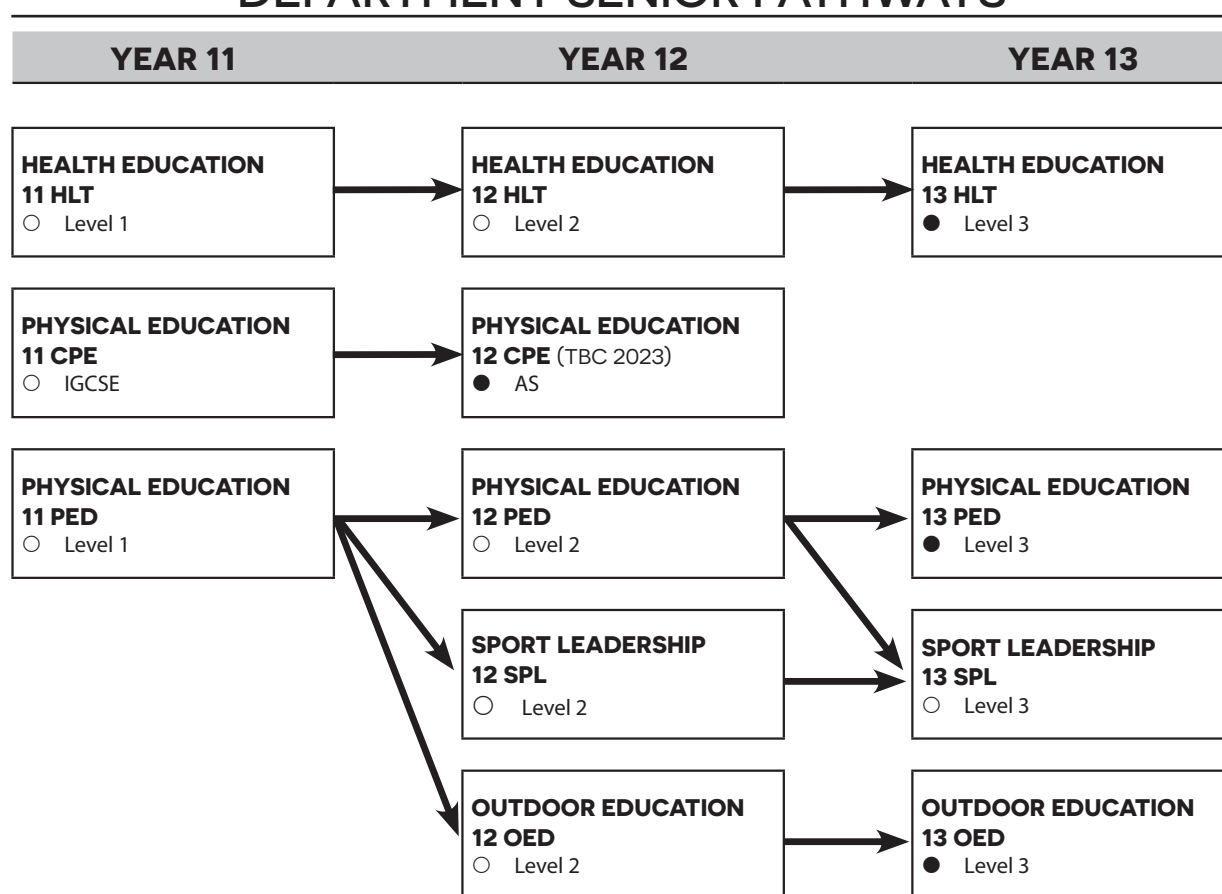 DEPARTMENT SENIOR PATHWAYS
YEAR 11
YEAR 12
YEAR 13
HEALTH EDUCATION
11 HLT
Level 1
HEALTH EDUCATION
12 HLT
Level 2
HEALTH EDUCATION
13 HLT
Level 3
PHYSICAL EDUCATION
11 CPE
IGCSE
PHYSICAL EDUCATION
12 CPE (TBC 2023)
AS
PHYSICAL EDUCATION
11 PED
Level 1
PHYSICAL EDUCATION
12 PED
Level 2
PHYSICAL EDUCATION
13 PED
Level 3
SPORT LEADERSHIP
12 SPL
Level 2
SPORT LEADERSHIP
13 SPL
Level 3
OUTDOOR EDUCATION
12 OED
Level 2
OUTDOOR EDUCATION
13 OED
Level 3